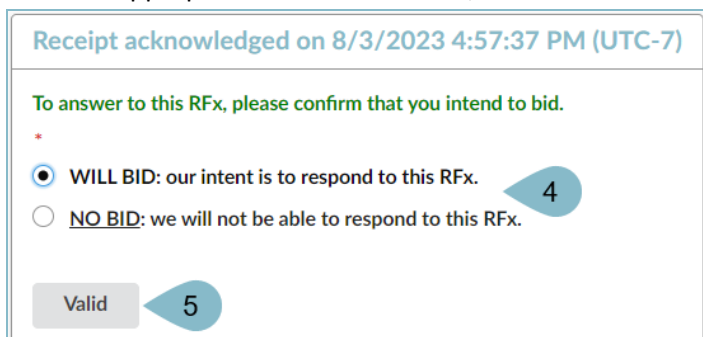 Receipt acknowledged on 8/3/2023 4:57:37 PM (UTC-7)
To answer to this RFx, please confirm that you intend to bid.
*
WILL BID: our intent is to respond to this RFx.
4
NO BID: we will not be able to respond to this RFx.
Valid
5